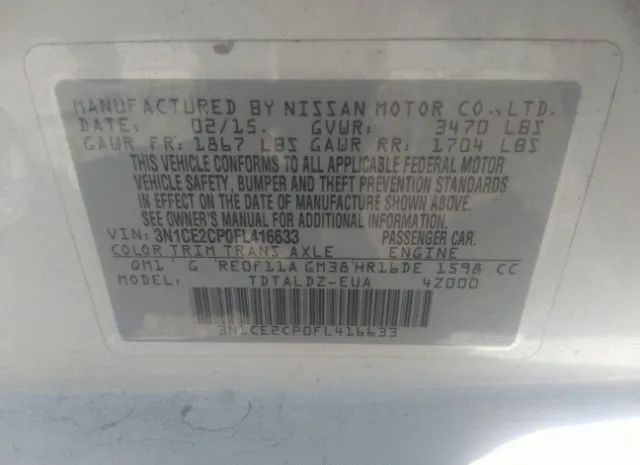 MANUFACTURED BY NISSAN MOTOR CO.,LTD.
DATE: 02/15. GVWR: 3470 LBS
GAWR FR: 1867 LBS GAWR RR: 1704 LBS
THIS VEHICLE CONFORMS TO ALL APPLICABLE FEDERAL MOTOR
VEHICLE SAFETY, BUMPER AND THEFT PREVENTION STANDARDS
IN EFFECT ON THE DATE OF MANUFACTURE SHOWN ABOVE.
SEE OWNER'S MANUAL FOR ADDITIONAL INFORMATION.
VIN: 3N1CE2CP0FL416633 PASSENGER CAR.
COLOR TRIM TRANS AXLE ENGINE
QM1 G RE0F11A GM38 HR16DE 1598 CC
TDTALDZ-EUA 4Z000
3N1CE2CP0FL416633